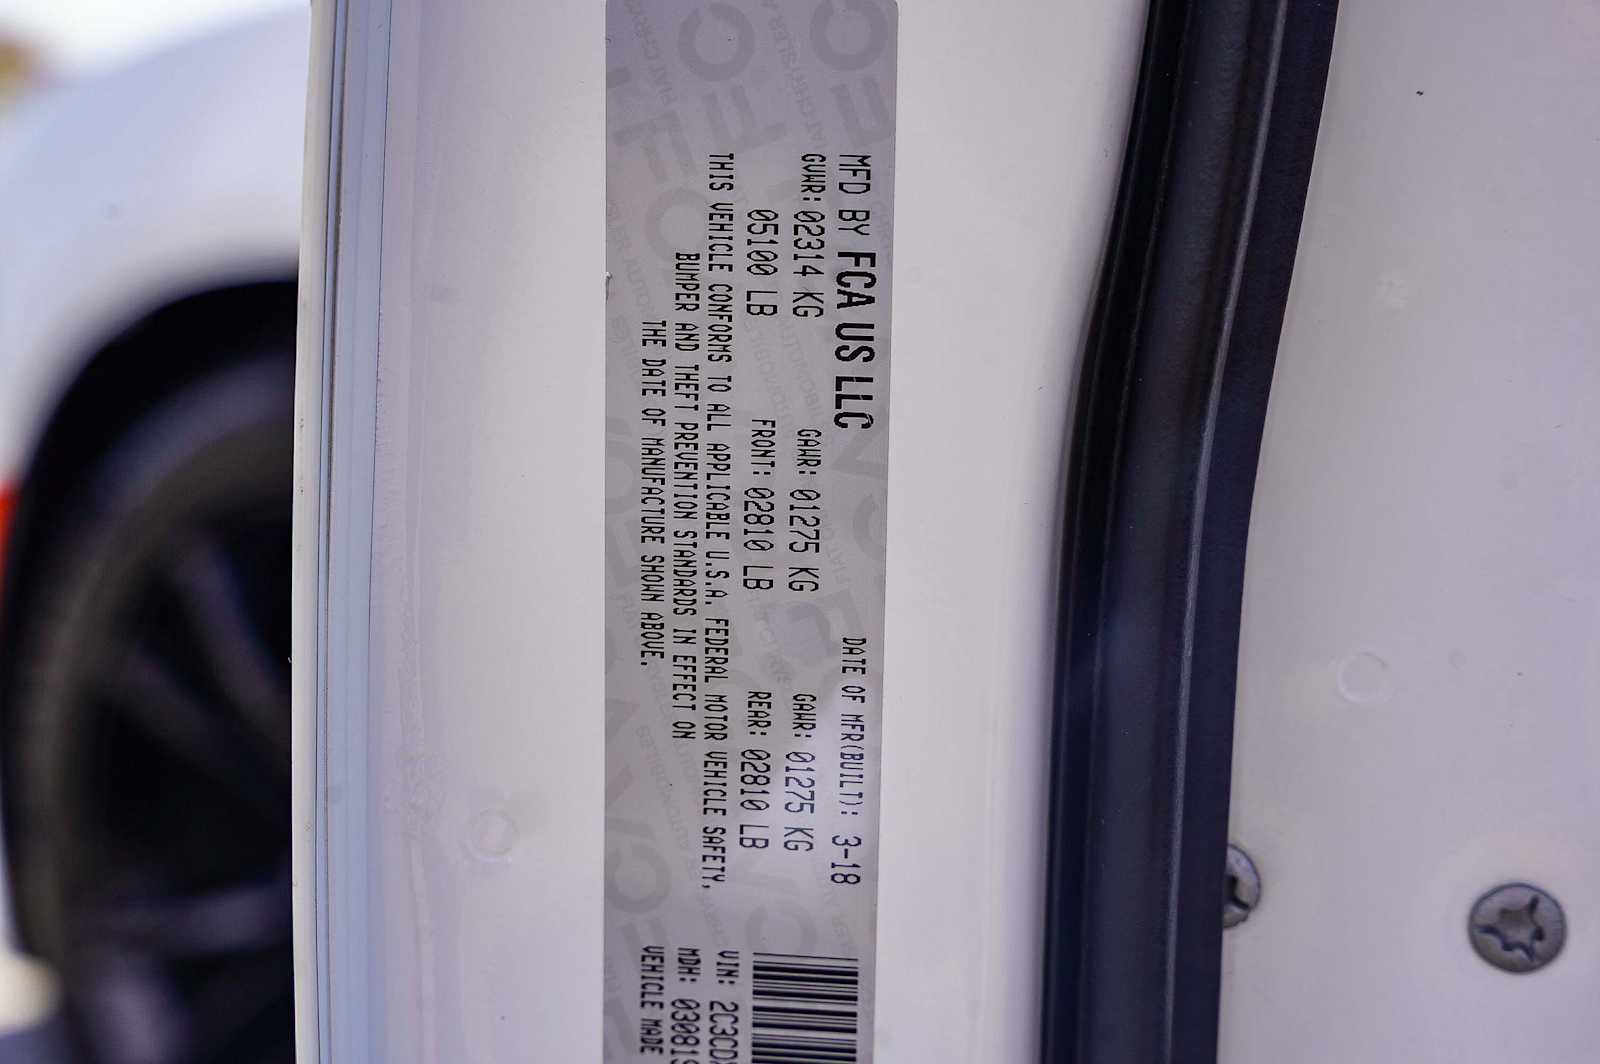 MFD BY FCA US LLC
DATE OF MFR(BUILT): 3-18
GVWR: 02314 KG
GAWR: 01275 KG
GAWR: 01275 KG
05100 LB
FRONT: 02810 LB
REAR: 02810 LB
THIS VEHICLE CONFORMS TO ALL APPLICABLE U.S.A. FEDERAL MOTOR VEHICLE SAFETY,
BUMPER AND THEFT PREVENTION STANDARDS IN EFFECT ON
THE DATE OF MANUFACTURE SHOWN ABOVE.
VIN: 2C3CD
MDH: 03081
VEHICLE MADE